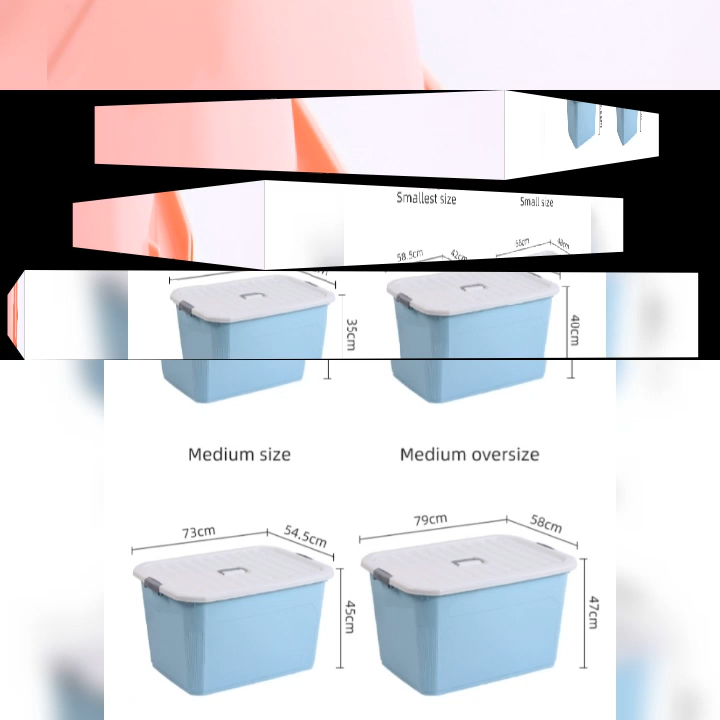 Smallest size
Small size
58.5cm
42cm
35cm
40cm
Medium size
Medium oversize
73cm
54.5cm
45cm
79cm
58cm
47cm